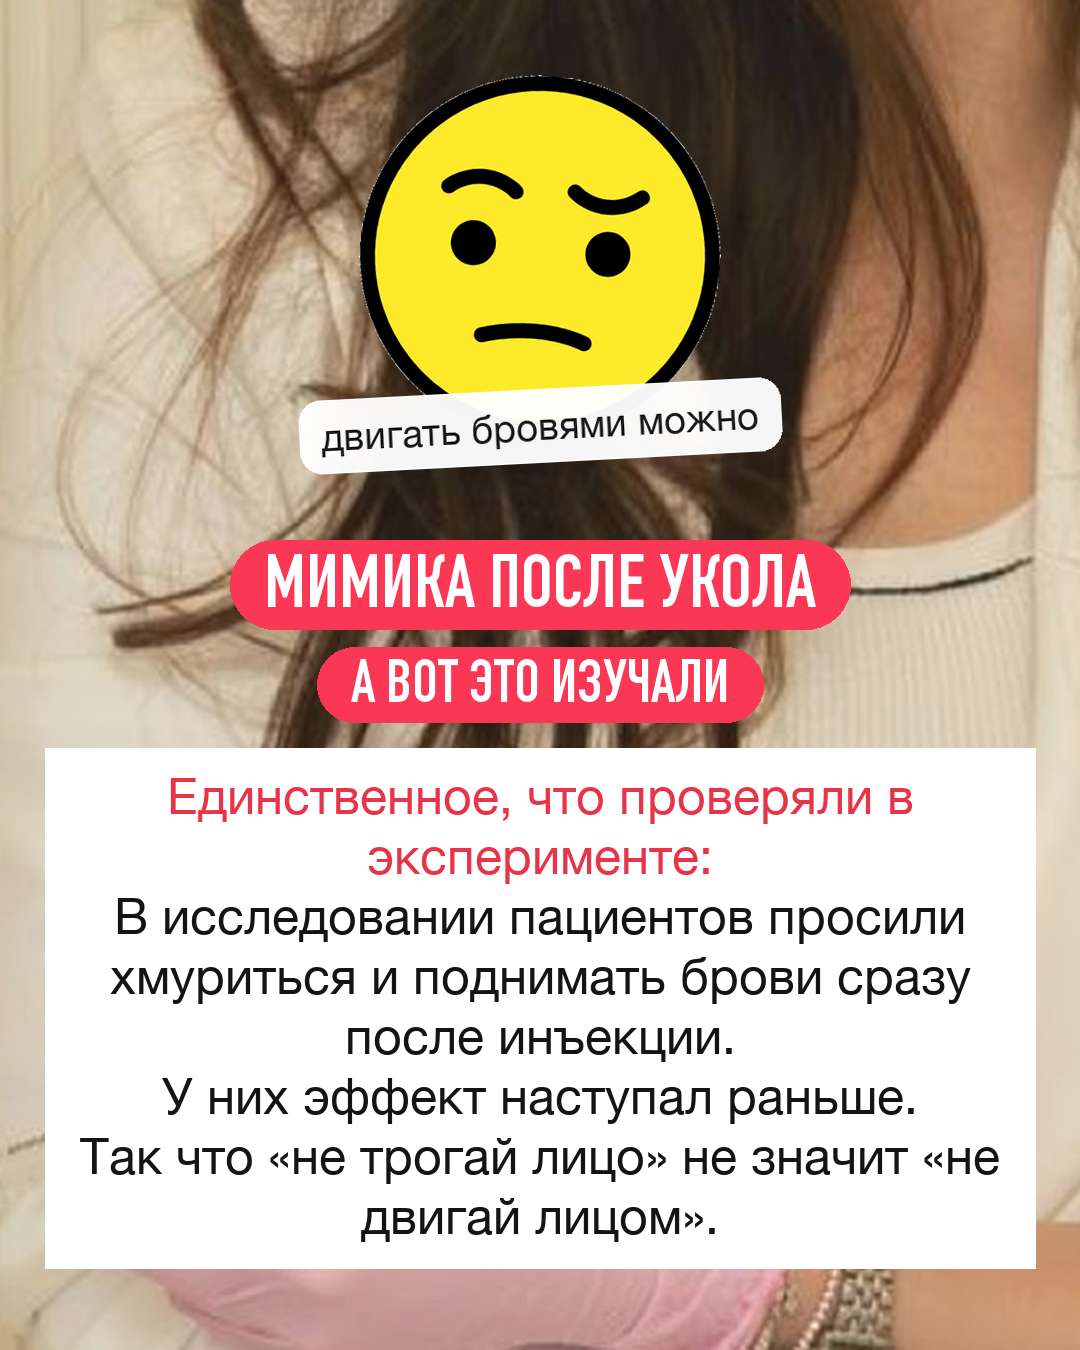 двигать бровями можно
МИМИКА ПОСЛЕ УКОЛА
А ВОТ ЭТО ИЗУЧАЛИ
Единственное, что проверяли в
эксперименте:
В исследовании пациентов просили
хмуриться и поднимать брови сразу
после инъекции.
У них эффект наступал раньше.
Так что «не трогай лицо» не значит «не
двигай лицом».